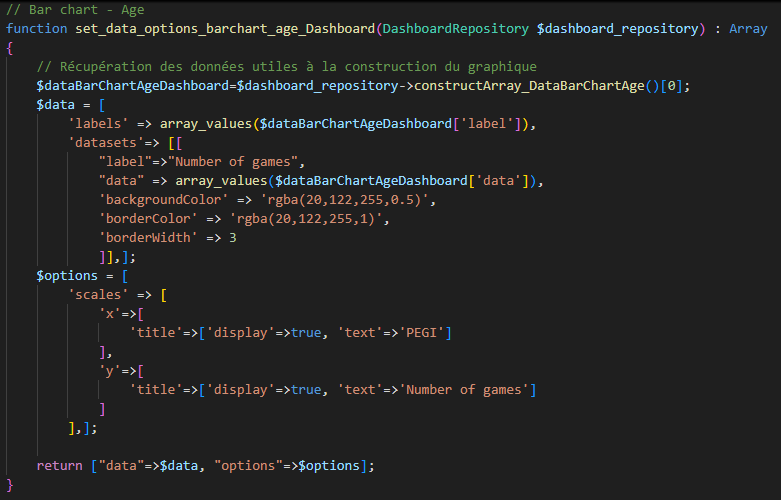 // Bar chart - Age
function set_data_options_barchart_age_Dashboard(DashboardRepository $dashboard_repository) : Array
{
    // Récupération des données utiles à la construction du graphique
    $dataBarChartAgeDashboard=$dashboard_repository->constructArray_DataBarChartAge()[0];
    $data = [
        'labels' => array_values($dataBarChartAgeDashboard['label']),
        'datasets'=> [[
            "label"=>"Number of games",
            "data" => array_values($dataBarChartAgeDashboard['data']),
            'backgroundColor' => 'rgba(20,122,255,0.5)',
            'borderColor' => 'rgba(20,122,255,1)',
            'borderWidth' => 3
            ]],];
    $options = [
        'scales' => [
            'x'=>[
                'title'=>['display'=>true, 'text'=>'PEGI']
            ],
            'y'=>[
                'title'=>['display'=>true, 'text'=>'Number of games']
            ]
        ],];
    return ["data"=>$data, "options"=>$options];
}